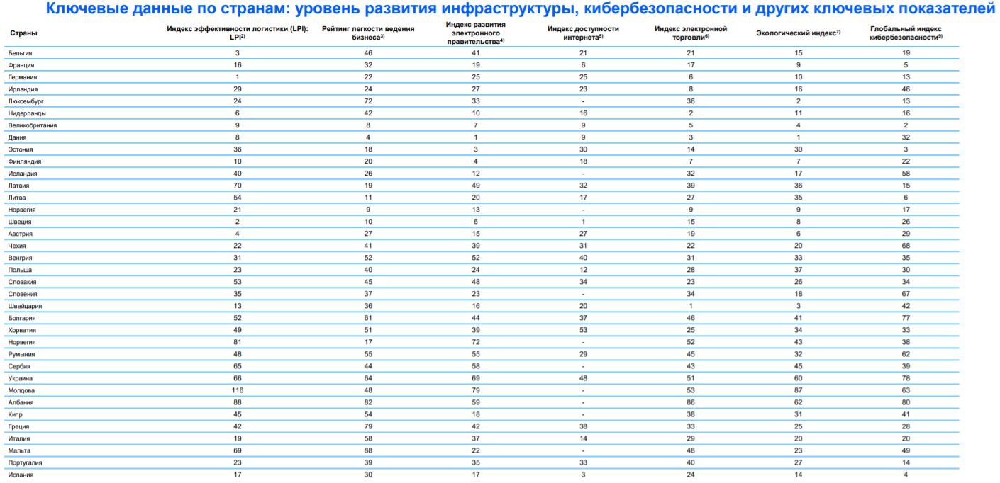 Ключевые данные по странам: уровень развития инфраструктуры, кибербезопасности и других ключевых показателей
Страны Индекс эффективности логистики (LPI): LPI2) Рейтинг легкости ведения бизнеса3) Индекс развития электронного правительства4) Индекс доступности интернета5) Индекс электронной торговли6) Экологический индекс7) Глобальный индекс кибербезопасности9)
Бельгия 3 46 41 21 21 15 19
Франция 16 32 19 6 17 9 5
Германия 1 22 25 25 6 10 13
Ирландия 29 24 27 23 8 16 46
Люксембург 24 72 33 - 36 2 13
Нидерланды 6 42 10 16 2 11 16
Великобритания 9 8 7 9 5 4 2
Дания 8 4 1 9 3 1 32
Эстония 36 18 3 30 14 30 3
Финляндия 10 20 4 18 7 7 22
Исландия 40 26 12 - 32 17 58
Латвия 70 19 49 32 39 36 15
Литва 54 11 20 17 27 35 6
Норвегия 21 9 13 - 9 9 17
Швеция 2 10 6 1 15 8 26
Австрия 4 27 15 27 19 6 29
Чехия 22 41 39 31 22 20 68
Венгрия 31 52 52 40 31 33 35
Польша 23 40 24 12 28 37 30
Словакия 53 45 48 34 23 26 34
Словения 35 37 23 - 34 18 67
Швейцария 13 36 16 20 1 3 42
Болгария 52 61 44 37 46 41 77
Хорватия 49 51 39 53 25 34 33
Норвегия 81 17 72 - 52 43 38
Румыния 48 55 55 29 45 32 62
Сербия 65 44 58 - 43 45 39
Украина 66 64 69 48 51 60 78
Молдова 116 48 79 - 53 87 63
Албания 88 82 59 - 86 62 80
Кипр 45 54 18 - 38 31 41
Греция 42 79 42 38 33 25 28
Италия 19 58 37 14 29 20 20
Мальта 69 88 22 - 48 23 49
Португалия 23 39 35 33 40 27 14
Испания 17 30 17 3 24 14 4